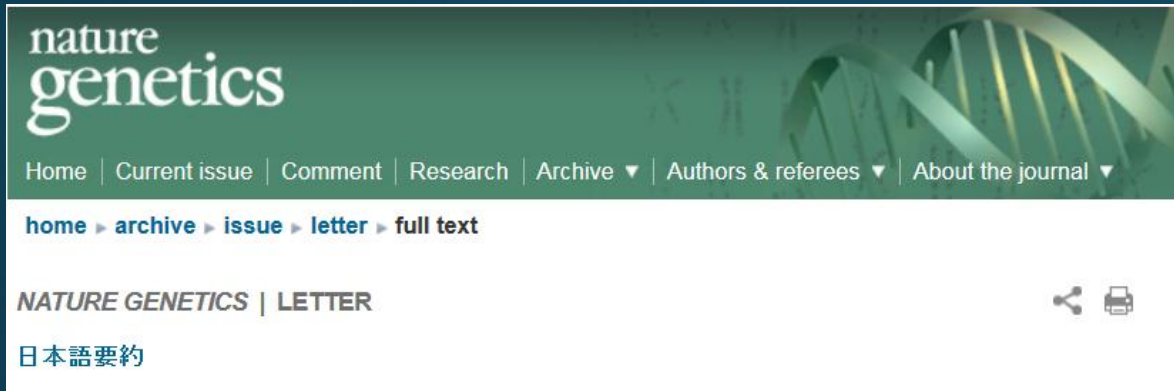 nature
genetics
Home | Current issue | Comment | Research | Archive ▼ | Authors & referees ▼ | About the journal ▼
home ▸ archive ▸ issue ▸ letter ▸ full text
NATURE GENETICS | LETTER
日本語要約